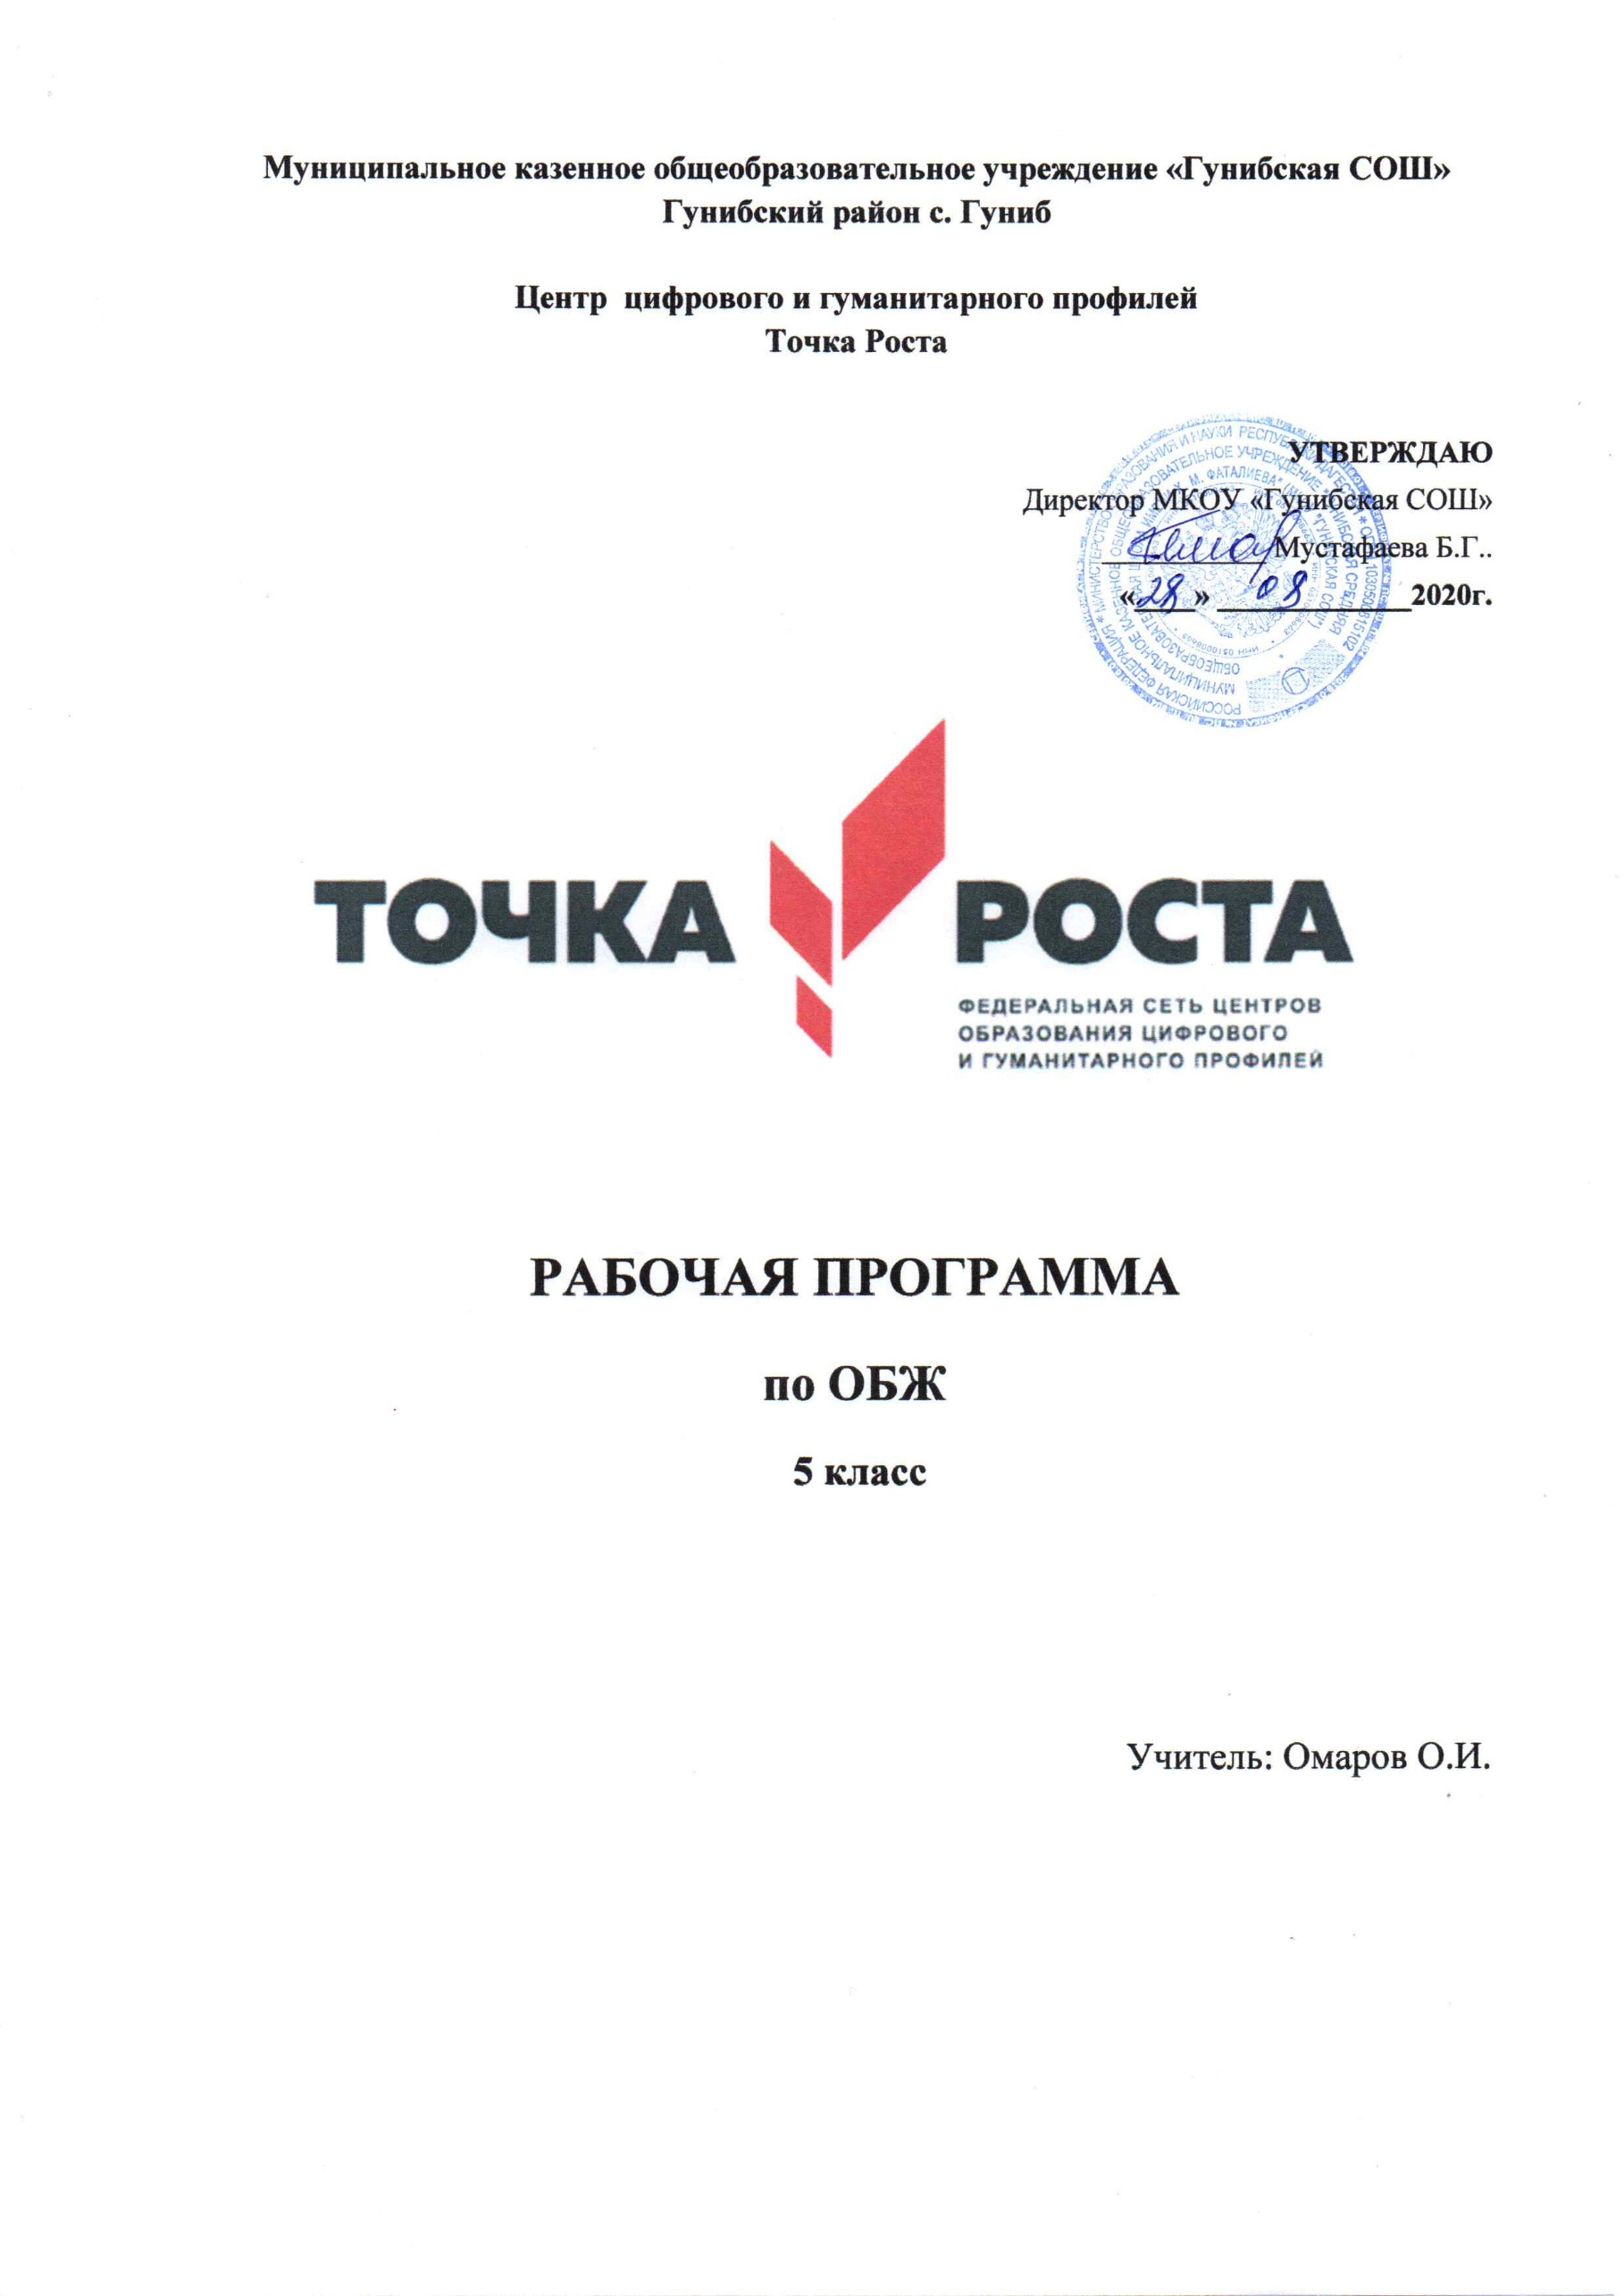 Муниципальное казенное общеобразовательное учреждение «Гунибская СОШ»
Гунибский район с. Гуниб
Центр цифрового и гуманитарного профилей
Точка Роста
УТВЕРЖДАЮ
Директор МКОУ «Гунибская СОШ»
Мустафаева Б.Г..
«28» 08 2020г.
ТОЧКА РОСТА
ФЕДЕРАЛЬНАЯ СЕТЬ ЦЕНТРОВ
ОБРАЗОВАНИЯ ЦИФРОВОГО
И ГУМАНИТАРНОГО ПРОФИЛЕЙ
РАБОЧАЯ ПРОГРАММА
по ОБЖ
5 класс
Учитель: Омаров О.И.